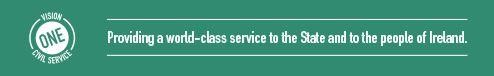 VISION
ONE
CIVIL SERVICE
Providing a world-class service to the State and to the people of Ireland.